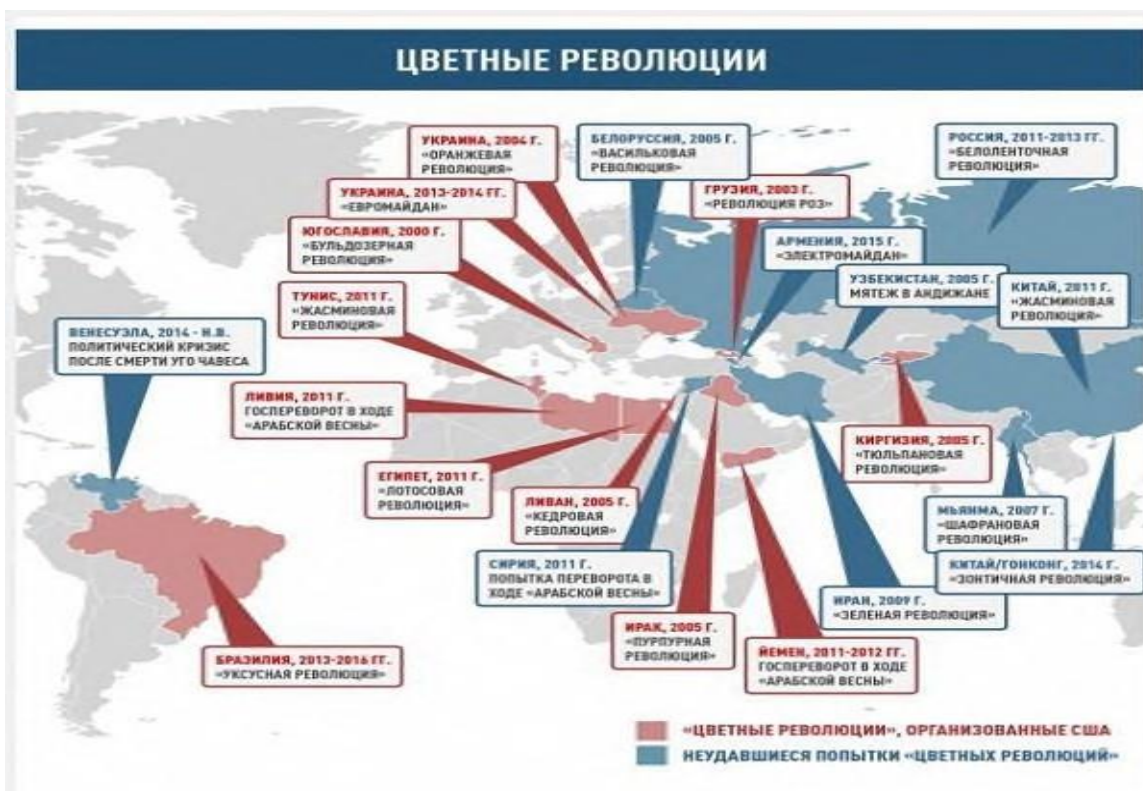 ЦВЕТНЫЕ РЕВОЛЮЦИИ
УКРАИНА, 2004 Г.
«ОРАНЖЕВАЯ
РЕВОЛЮЦИЯ»
БЕЛОРУССИЯ, 2005 Г.
«ВАСИЛЬКОВАЯ
РЕВОЛЮЦИЯ»
РОССИЯ, 2011-2013 ГГ.
«БЕЛОЛЕНТОЧНАЯ
РЕВОЛЮЦИЯ»
УКРАИНА, 2013-2014 ГГ.
«ЕВРОМАЙДАН»
ГРУЗИЯ, 2003 Г.
«РЕВОЛЮЦИЯ РОЗ»
ЮГОСЛАВИЯ, 2000 Г.
«БУЛЬДОЗЕРНАЯ
РЕВОЛЮЦИЯ»
АРМЕНИЯ, 2015 Г.
«ЭЛЕКТРОМАЙДАН»
УЗБЕКИСТАН, 2005 Г.
МЯТЕЖ В АНДИЖАНЕ
КИТАЙ, 2011 Г.
«ЖАСМИНОВАЯ
РЕВОЛЮЦИЯ»
ТУНИС, 2011 Г.
«ЖАСМИНОВАЯ
РЕВОЛЮЦИЯ»
ВЕНЕСУЭЛА, 2014 - Н.В.
ПОЛИТИЧЕСКИЙ КРИЗИС
ПОСЛЕ СМЕРТИ УГО ЧАВЕСА
ЛИВИЯ, 2011 Г.
ГОСПЕРЕВОРОТ В ХОДЕ
«АРАБСКОЙ ВЕСНЫ»
КИРГИЗИЯ, 2005 Г.
«ТЮЛЬПАНОВАЯ
РЕВОЛЮЦИЯ»
ЕГИПЕТ, 2011 Г.
«ЛОТОСОВАЯ
РЕВОЛЮЦИЯ»
ЛИВАН, 2005 Г.
«КЕДРОВАЯ
РЕВОЛЮЦИЯ»
МЬЯНМА, 2007 Г.
«ШАФРАНОВАЯ
РЕВОЛЮЦИЯ»
СИРИЯ, 2011 Г.
ПОПЫТКА ПЕРЕВОРОТА В
ХОДЕ «АРАБСКОЙ ВЕСНЫ»
КИТАЙ/ГОНКОНГ, 2014 Г.
«ЗОНТИЧНАЯ РЕВОЛЮЦИЯ»
ИРАН, 2009 Г.
«ЗЕЛЕНАЯ РЕВОЛЮЦИЯ»
ИРАК, 2005 Г.
«ПУРПУРНАЯ
РЕВОЛЮЦИЯ»
ЙЕМЕН, 2011-2012 ГГ.
ГОСПЕРЕВОРОТ В ХОДЕ
«АРАБСКОЙ ВЕСНЫ»
БРАЗИЛИЯ, 2013-2016 ГГ.
«УКСУСНАЯ РЕВОЛЮЦИЯ»
«ЦВЕТНЫЕ РЕВОЛЮЦИИ», ОРГАНИЗОВАННЫЕ США
НЕУДАВШИЕСЯ ПОПЫТКИ «ЦВЕТНЫХ РЕВОЛЮЦИЙ»